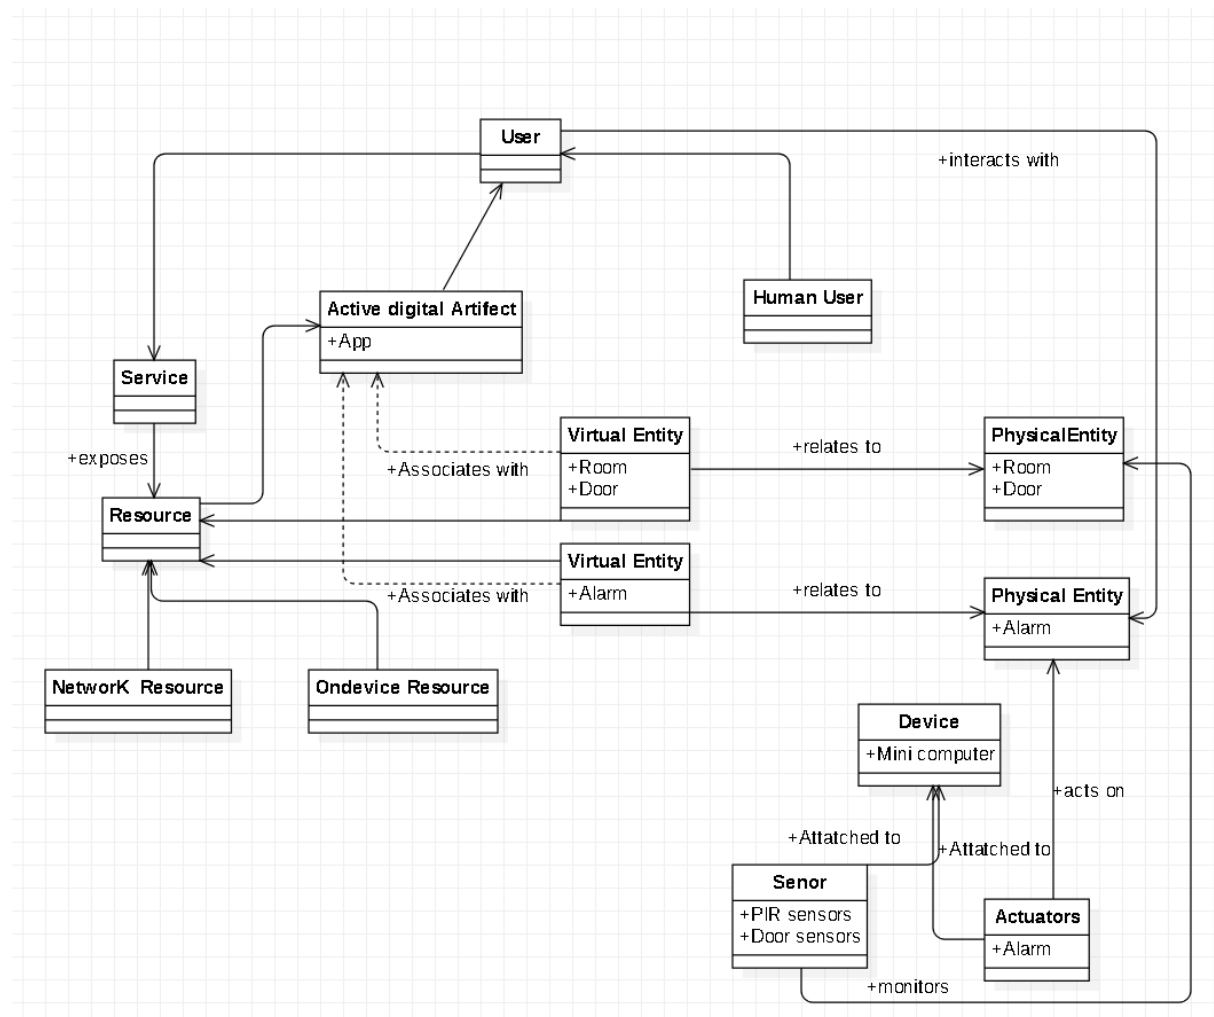 User
+interacts with
Human User
Active digital Artifect
+App
Service
+exposes
Virtual Entity
+Room
+Door
+Associates with
+relates to
PhysicalEntity
+Room
+Door
Resource
Virtual Entity
+Alarm
+Associates with
+relates to
Physical Entity
+Alarm
NetworK Resource
Ondevice Resource
Device
+Mini computer
+acts on
+Attatched to
+Attatched to
Senor
+PIR sensors
+Door sensors
Actuators
+Alarm
+monitors